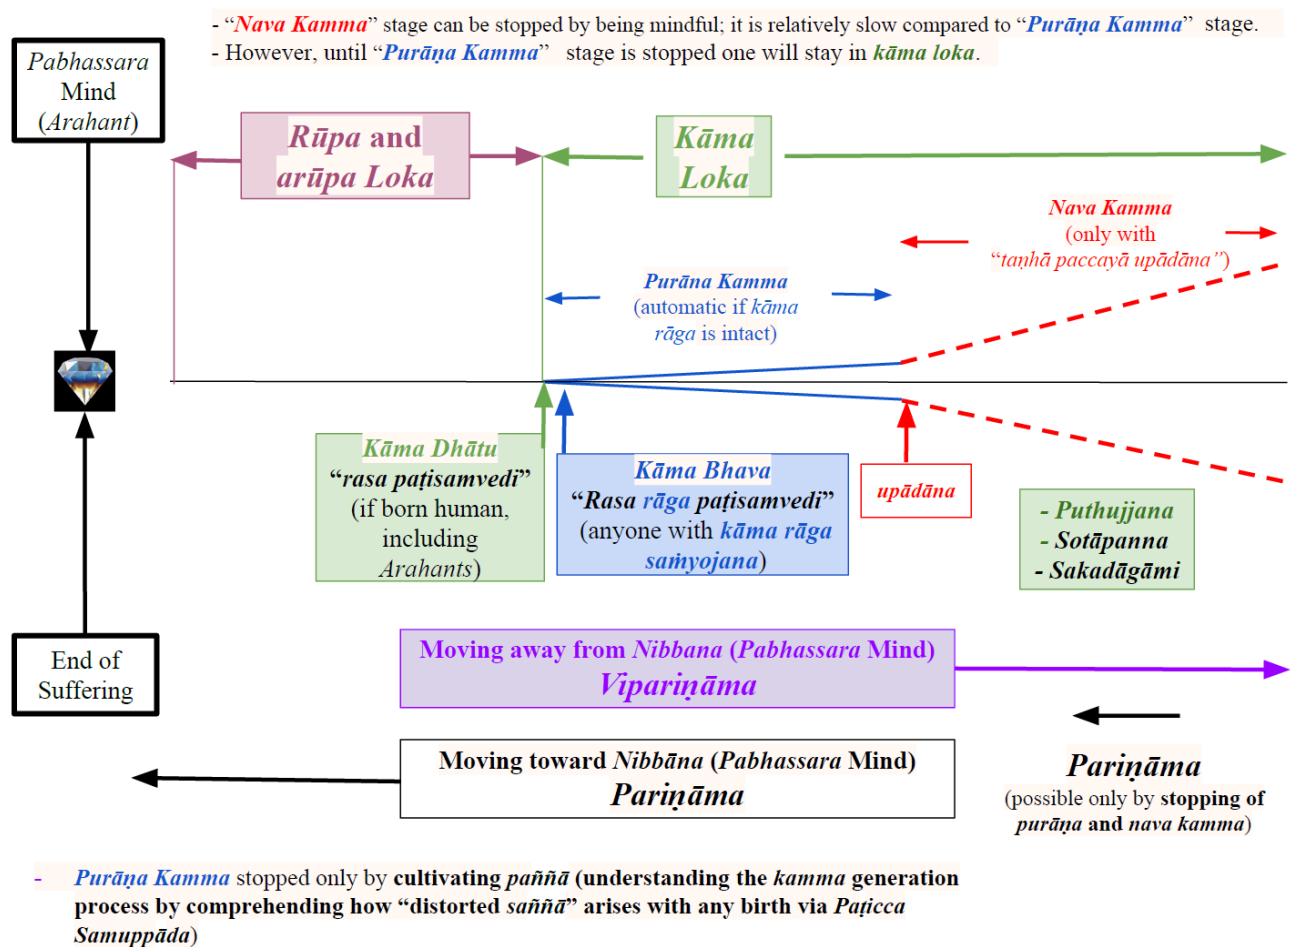 - “Nava Kamma” stage can be stopped by being mindful; it is relatively slow compared to “Purāṇa Kamma” stage.
- However, until “Purāṇa Kamma” stage is stopped one will stay in kāma loka.
Pabhassara
Mind
(Arahant)
Rūpa and
arūpa Loka
Kāma
Loka
Nava Kamma
(only with
“taṇhā paccayā upādāna”)
Purāna Kamma
(automatic if kāma
rāga is intact)
Kāma Dhātu
“rasa paṭisamvedi”
(if born human,
including
Arahants)
Kāma Bhava
“Rasa rāga paṭisamvedi”
(anyone with kāma rāga
saṁyojana)
upādāna
- Puthujjana
- Sotāpanna
- Sakadāgāmi
End of
Suffering
Moving away from Nibbana (Pabhassara Mind)
Vipariṇāma
Moving toward Nibbāna (Pabhassara Mind)
Pariṇāma
Pariṇāma
(possible only by stopping of
purāṇa and nava kamma)
- Purāṇa Kamma stopped only by cultivating paññā (understanding the kamma generation
process by comprehending how “distorted saññā” arises with any birth via Paṭicca
Samuppāda)